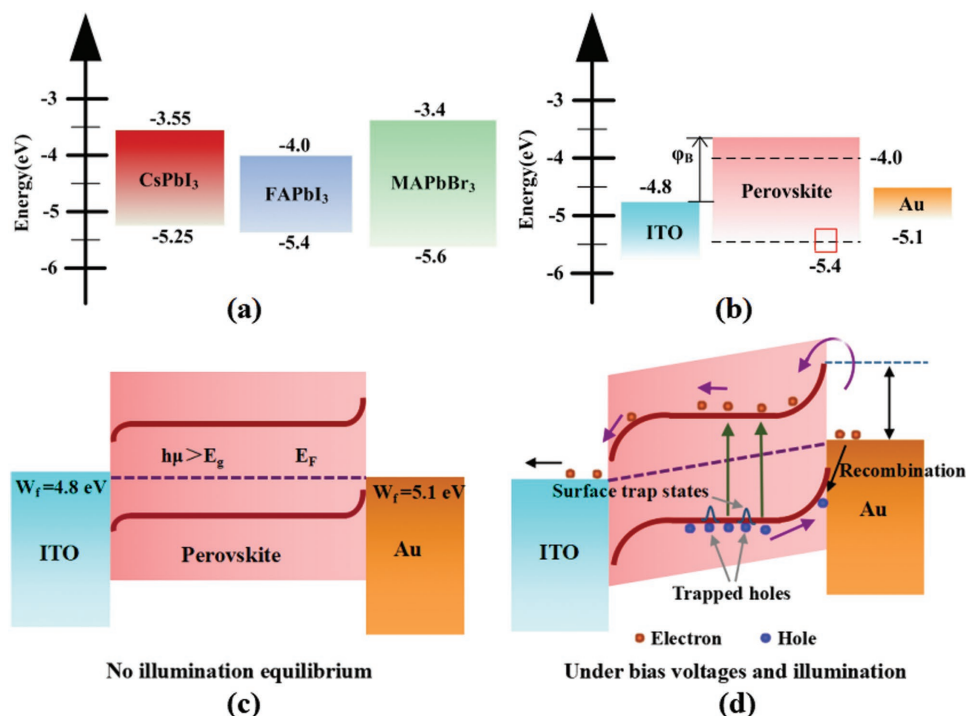 Energy(eV)
-3
-4
-5
-6
-3.55
CsPbI₃
-5.25
-4.0
FAPbI₃
-5.4
-3.4
MAPbBr₃
-5.6
(a)
Energy(eV)
-3
-4
-5
-6
-4.8
ITO
φB
Perovskite
-4.0
-5.4
Au
-5.1
(b)
hμ＞Eg
EF
Wf=4.8 eV
Wf=5.1 eV
ITO
Perovskite
Au
No illumination equilibrium
(c)
Surface trap states
Recombination
ITO
Au
Trapped holes
Electron
Hole
Under bias voltages and illumination
(d)